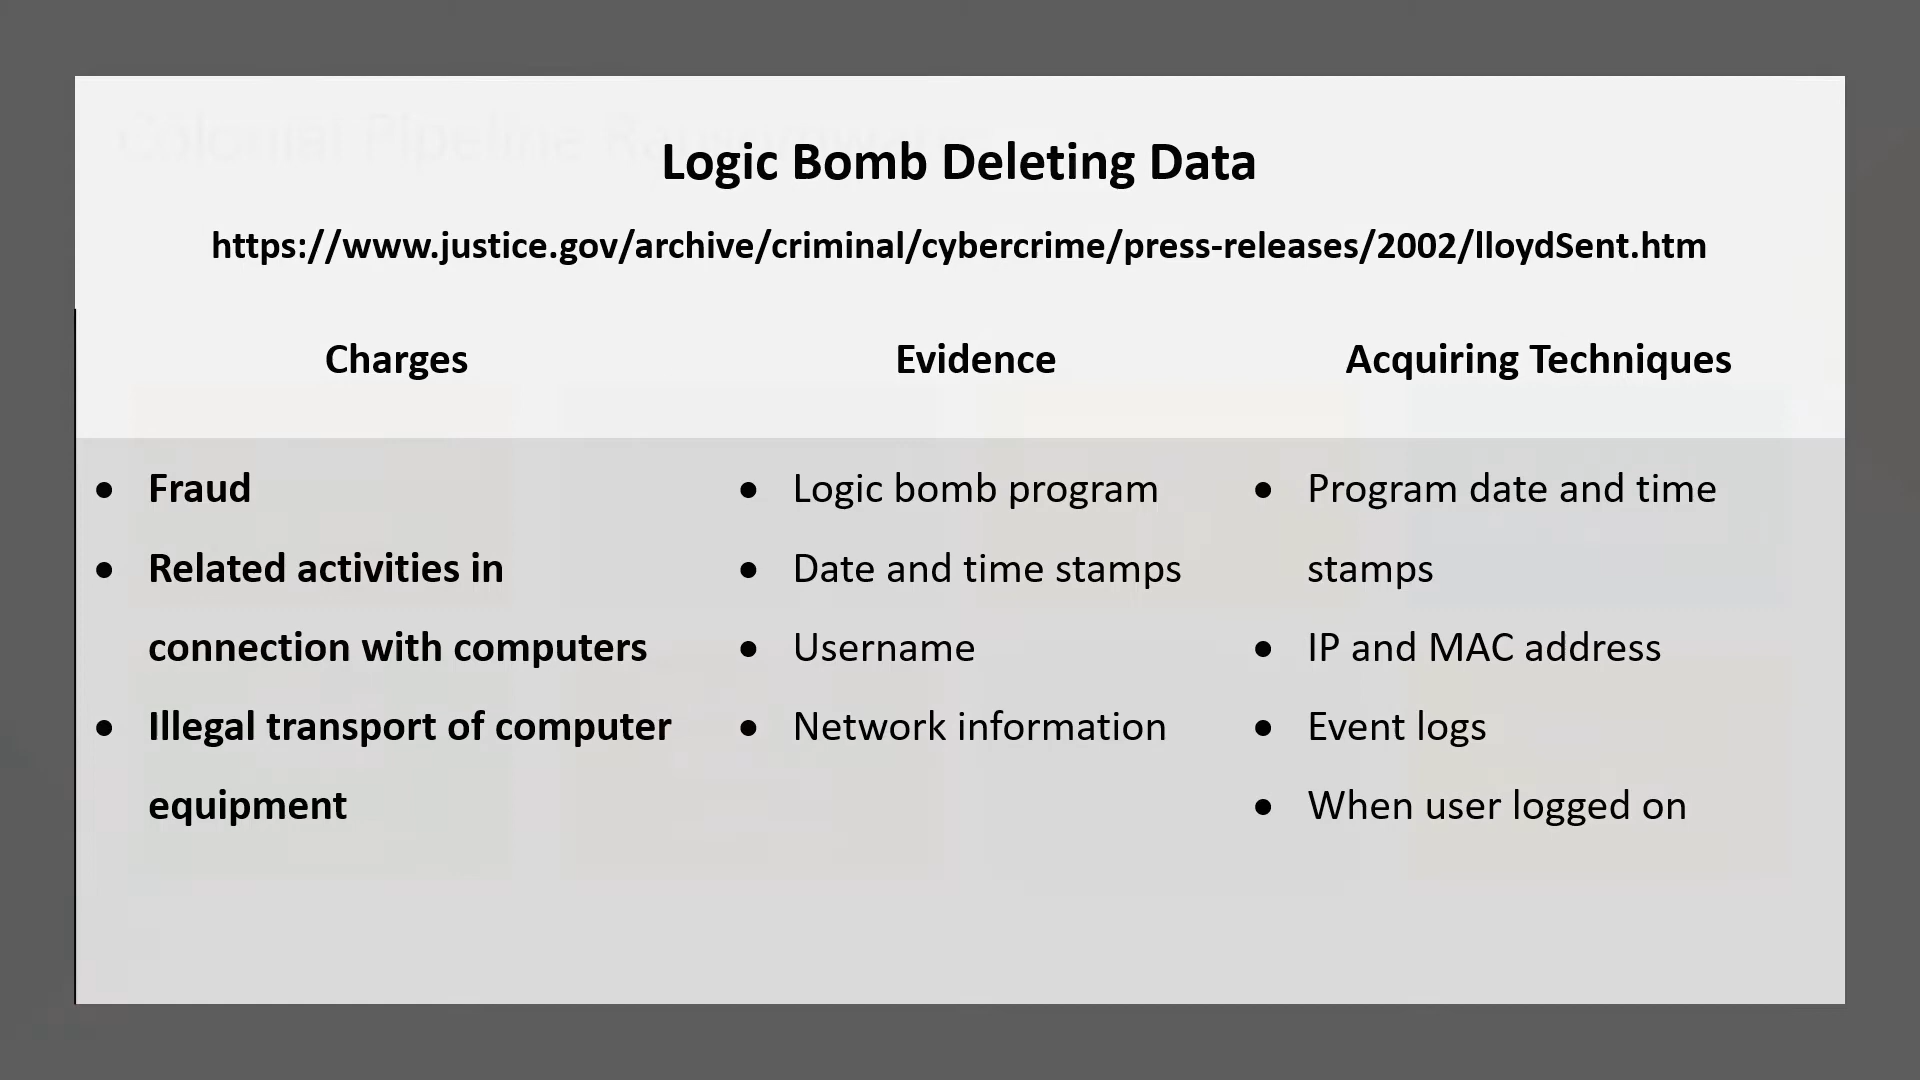 Logic Bomb Deleting Data
https://www.justice.gov/archive/criminal/cybercrime/press-releases/2002/lloydSent.htm
Charges
Evidence
Acquiring Techniques
● Fraud
● Related activities in
connection with computers
● Illegal transport of computer
equipment
● Logic bomb program
● Date and time stamps
● Username
● Network information
● Program date and time
stamps
● IP and MAC address
● Event logs
● When user logged on